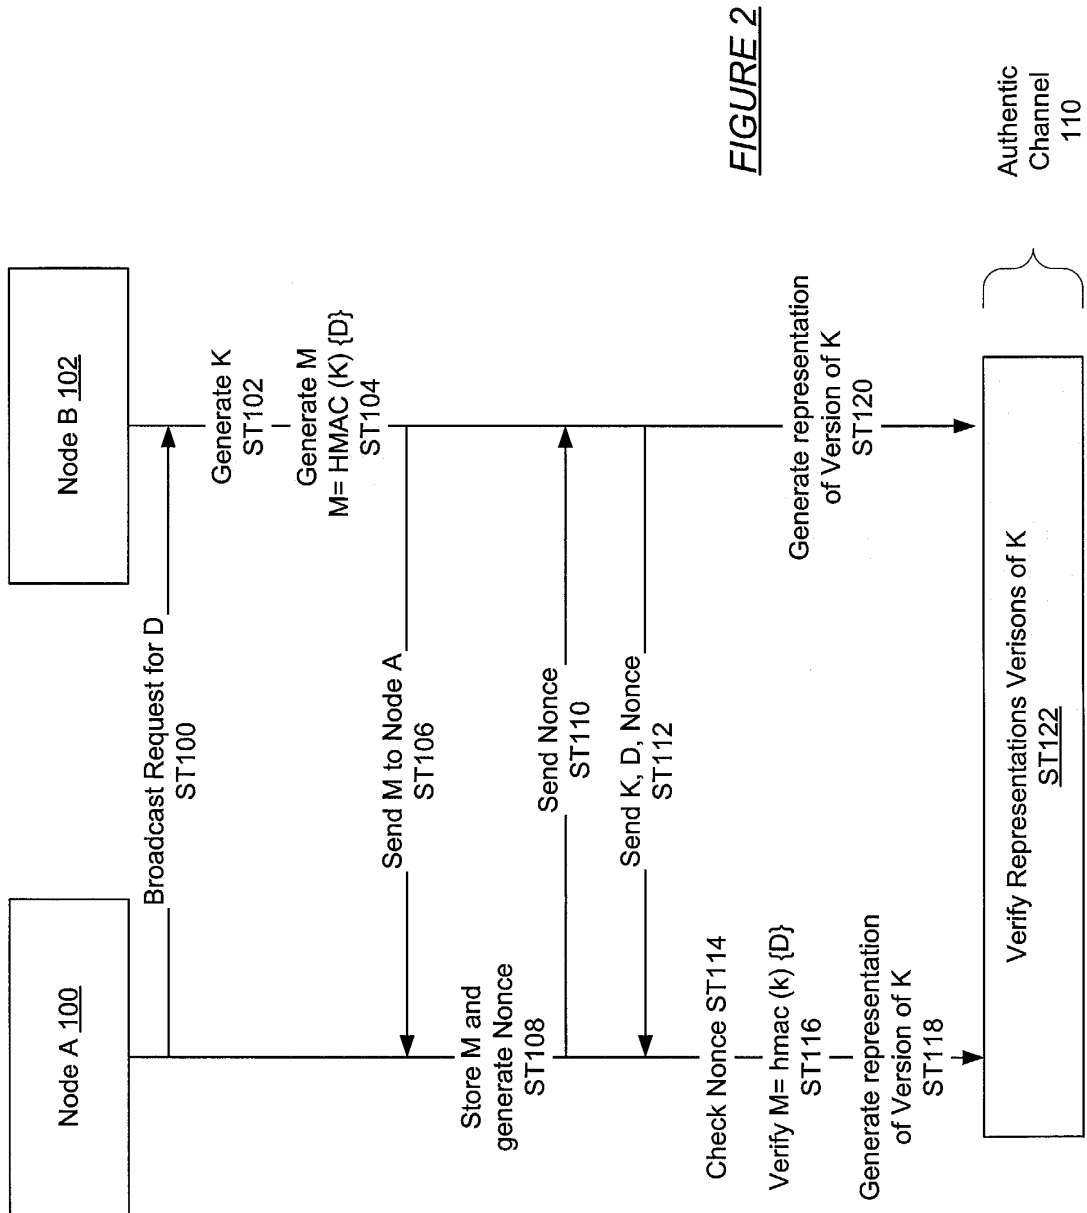 Node A 100
Node B 102
Broadcast Request for D
ST100
Generate K
ST102
Generate M
M= HMAC (K) {D}
ST104
Send M to Node A
ST106
Store M and
generate Nonce
ST108
Send Nonce
ST110
Send K, D, Nonce
ST112
Check Nonce ST114
Verify M= hmac (k) {D}
ST116
Generate representation
of Version of K
ST118
Generate representation
of Version of K
ST120
Verify Representations Verisons of K
ST122
Authentic
Channel
110
FIGURE 2